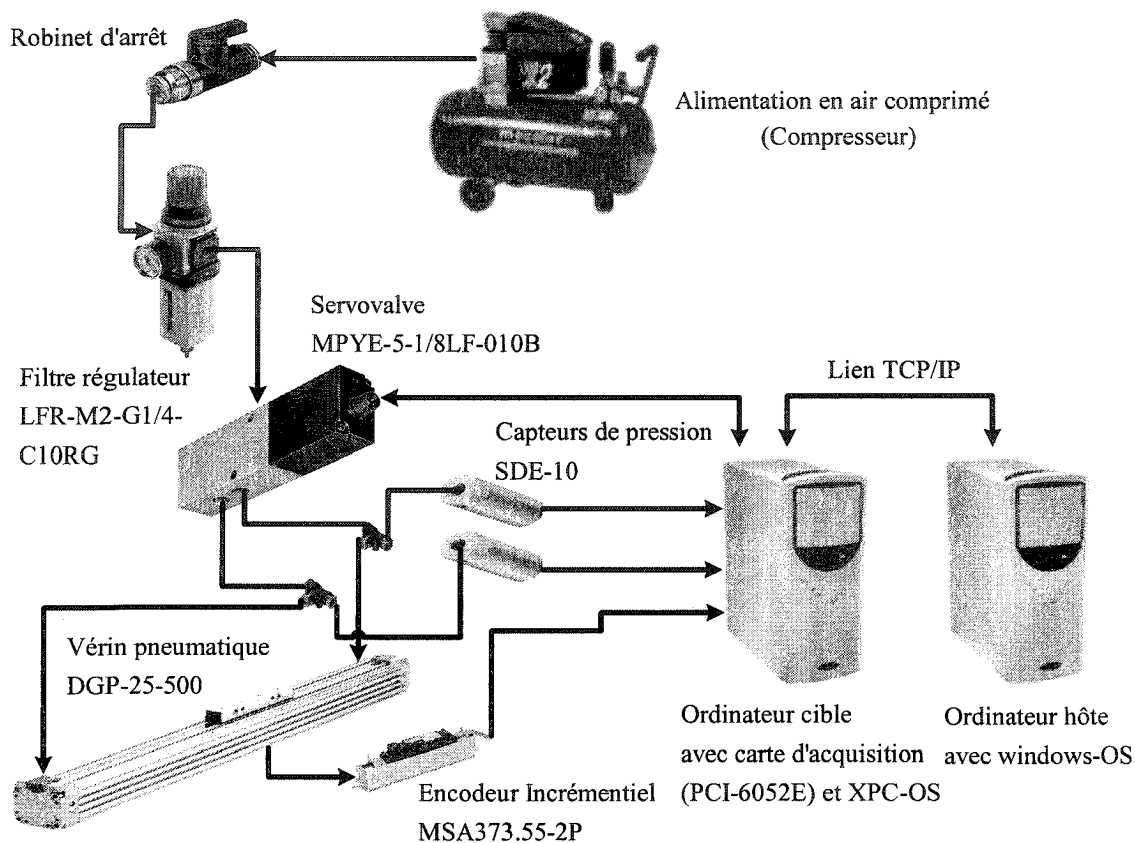 Robinet d'arrêt
Alimentation en air comprimé
(Compresseur)
Servovalve
MPYE-5-1/8LF-010B
Filtre régulateur
LFR-M2-G1/4-
C10RG
Lien TCP/IP
Capteurs de pression
SDE-10
Vérin pneumatique
DGP-25-500
Encodeur Incrémentiel
MSA373.55-2P
Ordinateur cible
avec carte d'acquisition
(PCI-6052E) et XPC-OS
Ordinateur hôte
avec windows-OS